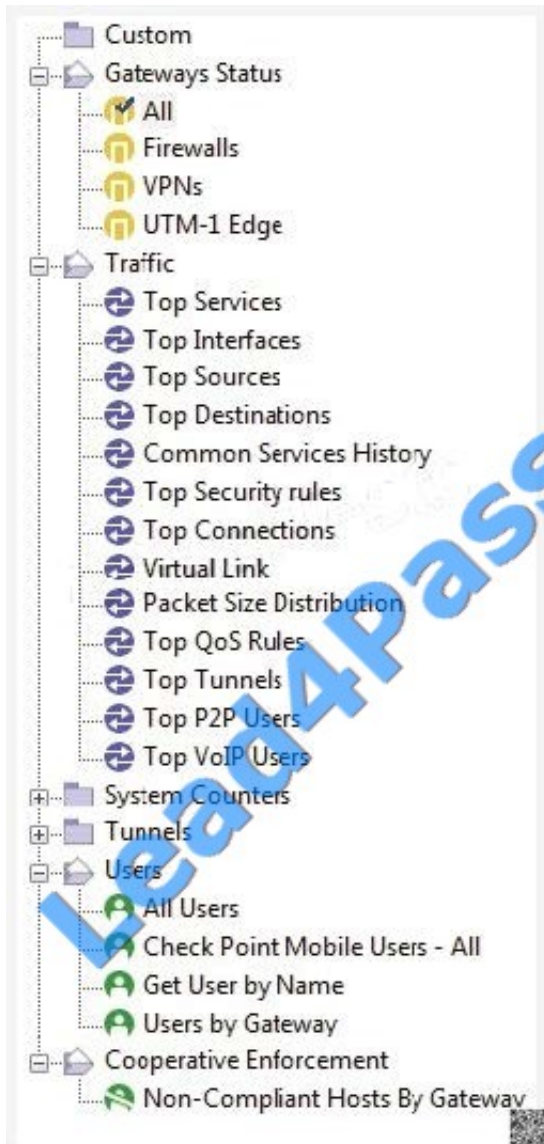 Custom
Gateways Status
All
Firewalls
VPNs
UTM-1 Edge
Traffic
Top Services
Top Interfaces
Top Sources
Top Destinations
Common Services History
Top Security rules
Top Connections
Virtual Link
Packet Size Distribution
Top QoS Rules
Top Tunnels
Top P2P Users
Top VoIP Users
System Counters
Tunnels
Users
All Users
Check Point Mobile Users - All
Get User by Name
Users by Gateway
Cooperative Enforcement
Non-Compliant Hosts By Gateway
Lead4Pass